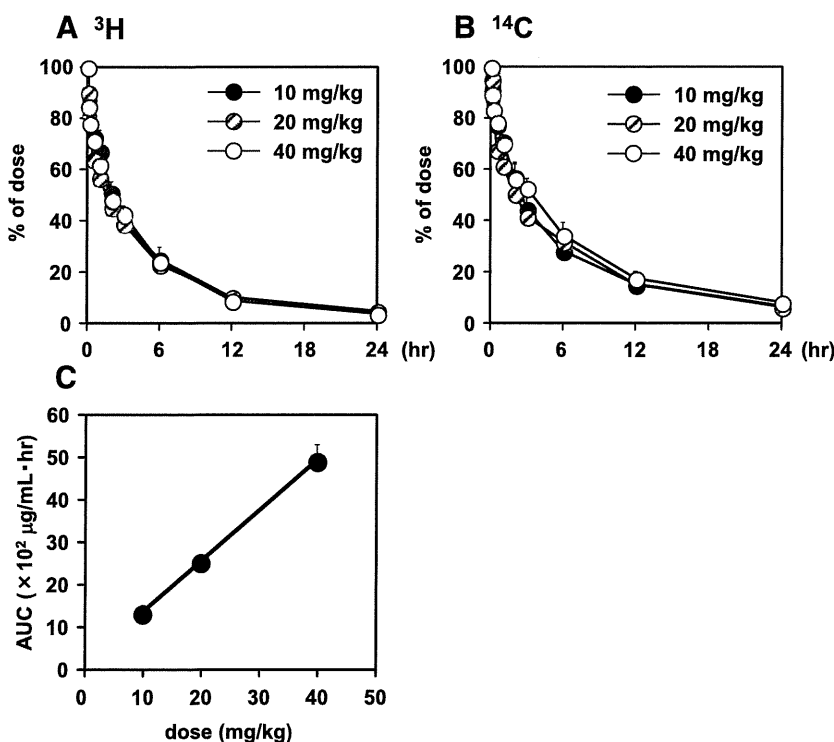 A ³H
100
80
60
40
20
0
% of dose
10 mg/kg
20 mg/kg
40 mg/kg
0 6 12 18 24 (hr)
B ¹⁴C
100
80
60
40
20
0
% of dose
10 mg/kg
20 mg/kg
40 mg/kg
0 6 12 18 24 (hr)
C
60
50
40
30
20
10
0
AUC (×10² μg/mL·hr)
0 10 20 30 40 50
dose (mg/kg)